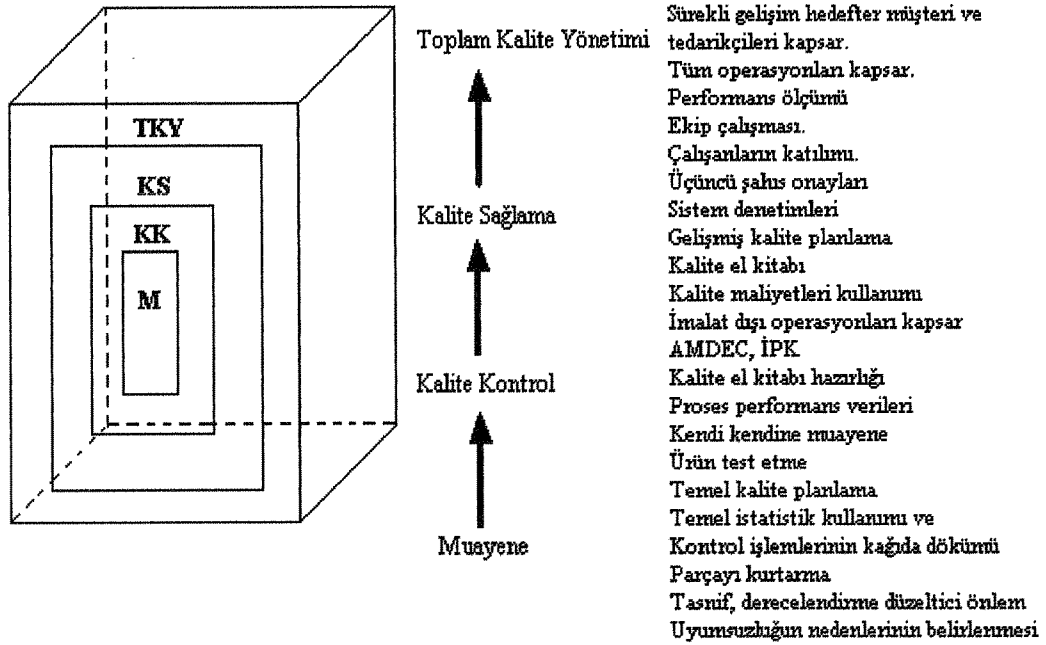 TKY
KS
KK
M
Toplam Kalite Yönetimi
Kalite Sağlama
Kalite Kontrol
Muayene
Sürekli gelişim hedefter müşteri ve
tedarikçileri kapsar.
Tüm operasyonları kapsar.
Performans ölçümü
Ekip çalışması.
Çalışanların katılımı.
Üçüncü şahıs onayları
Sistem denetimleri
Gelişmiş kalite planlama
Kalite el kitabı
Kalite maliyetleri kullanımı
İmalat dışı operasyonları kapsar
AMDEC, İPK
Kalite el kitabı hazırlığı
Proses performans verileri
Kendi kendine muayene
Ürün test etme
Temel kalite planlama
Temel istatistik kullanımı ve
Kontrol işlemlerinin kağıda dökümü
Parçayı kurtarma
Tasnif, derecelendirme düzeltici önlem
Uyumsuzluğun nedenlerinin belirlenmesi